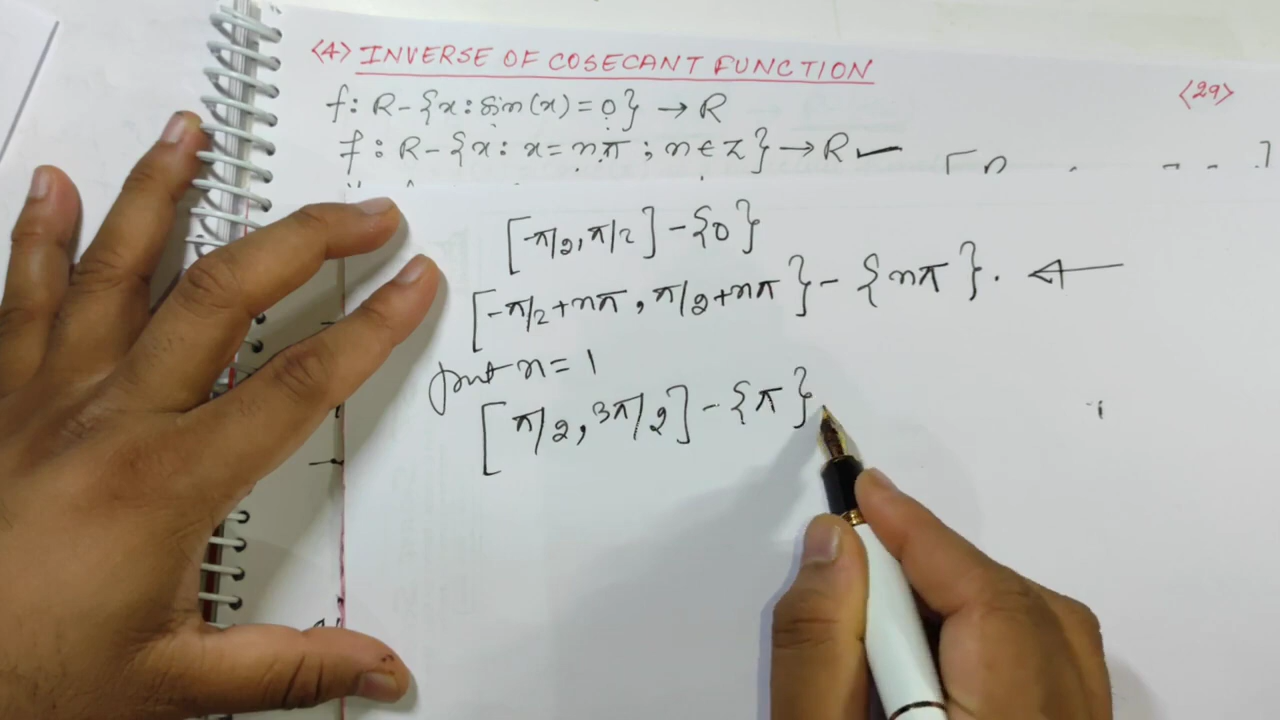 <4> INVERSE OF COSECANT FUNCTION
<29>
f: R-{x: sin(x)=0} → R
f: R-{x: x=nπ ; n∈Z} → R
[-π/2, π/2] - {0}
[-π/2+nπ, π/2+nπ} - {nπ}.
put n=1
[π/2, 3π/2] - {π}